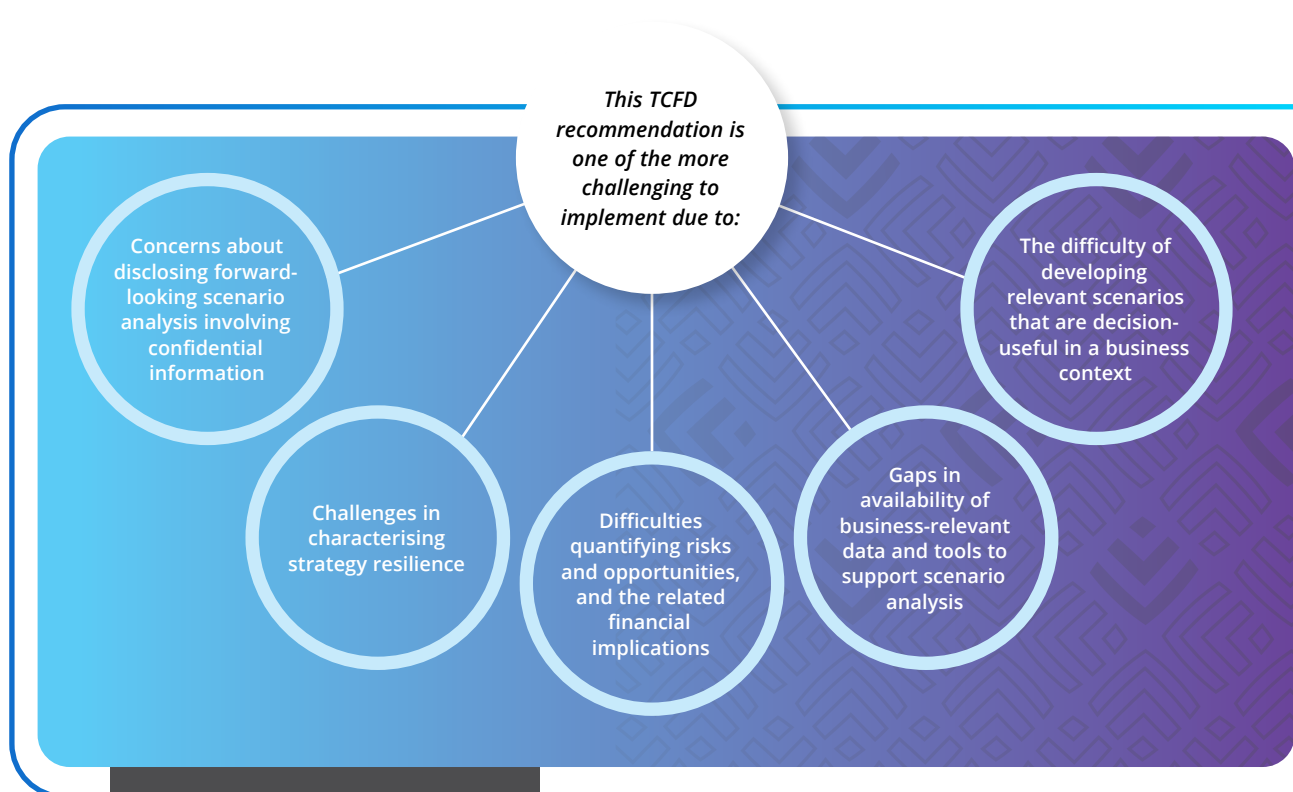 This TCFD
recommendation is
one of the more
challenging to
implement due to:
Concerns about
disclosing forward-
looking scenario
analysis involving
confidential
information
Challenges in
characterising
strategy resilience
Difficulties
quantifying risks
and opportunities,
and the related
financial
implications
Gaps in
availability of
business-relevant
data and tools to
support scenario
analysis
The difficulty of
developing
relevant scenarios
that are decision-
useful in a business
context